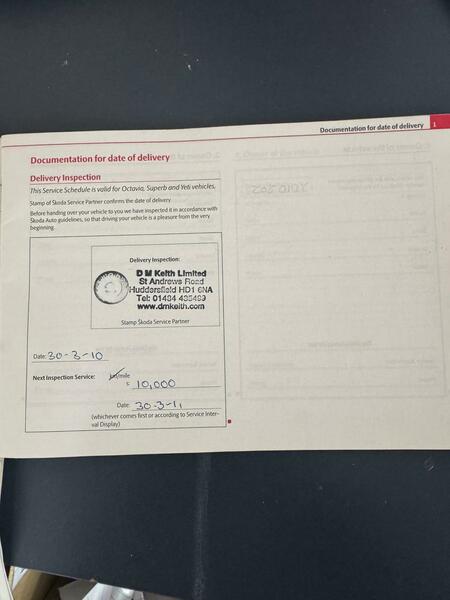 Documentation for date of delivery 1
Documentation for date of delivery
Delivery Inspection
This Service Schedule is valid for Octavia, Superb and Yeti vehicles.
Stamp of Škoda Service Partner confirms the date of delivery
Before handing over your vehicle to you we have inspected it in accordance with
Škoda Auto guidelines, so that driving your vehicle is a pleasure from the very
beginning.
Delivery Inspection:
D M Keith Limited
St Andrews Road
Huddersfield HD1 6NA
Tel: 01484 435499
www.dmkeith.com
Stamp Škoda Service Partner
Date: 30-3-10
Next Inspection Service: km/mile
10,000
Date: 30-3-11
(whichever comes first or according to Service Inter-
val Display)